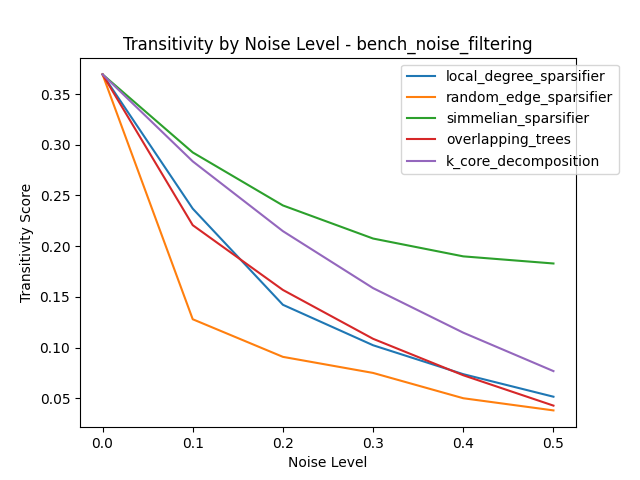 Transitivity by Noise Level - bench_noise_filtering
local_degree_sparsifier
random_edge_sparsifier
simmelian_sparsifier
overlapping_trees
k_core_decomposition
Transitivity Score
0.35
0.30
0.25
0.20
0.15
0.10
0.05
0.0 0.1 0.2 0.3 0.4 0.5
Noise Level